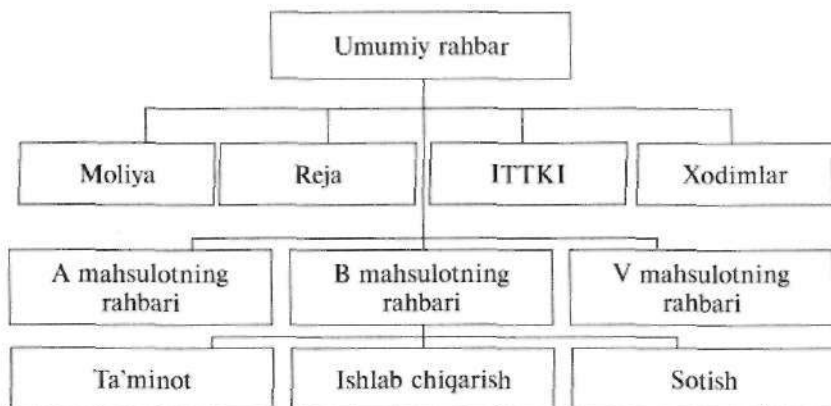 Umumiy rahbar
Moliya
Reja
ITTKI
Xodimlar
A mahsulotning
rahbari
B mahsulotning
rahbari
V mahsulotning
rahbari
Ta'minot
Ishlab chiqarish
Sotish